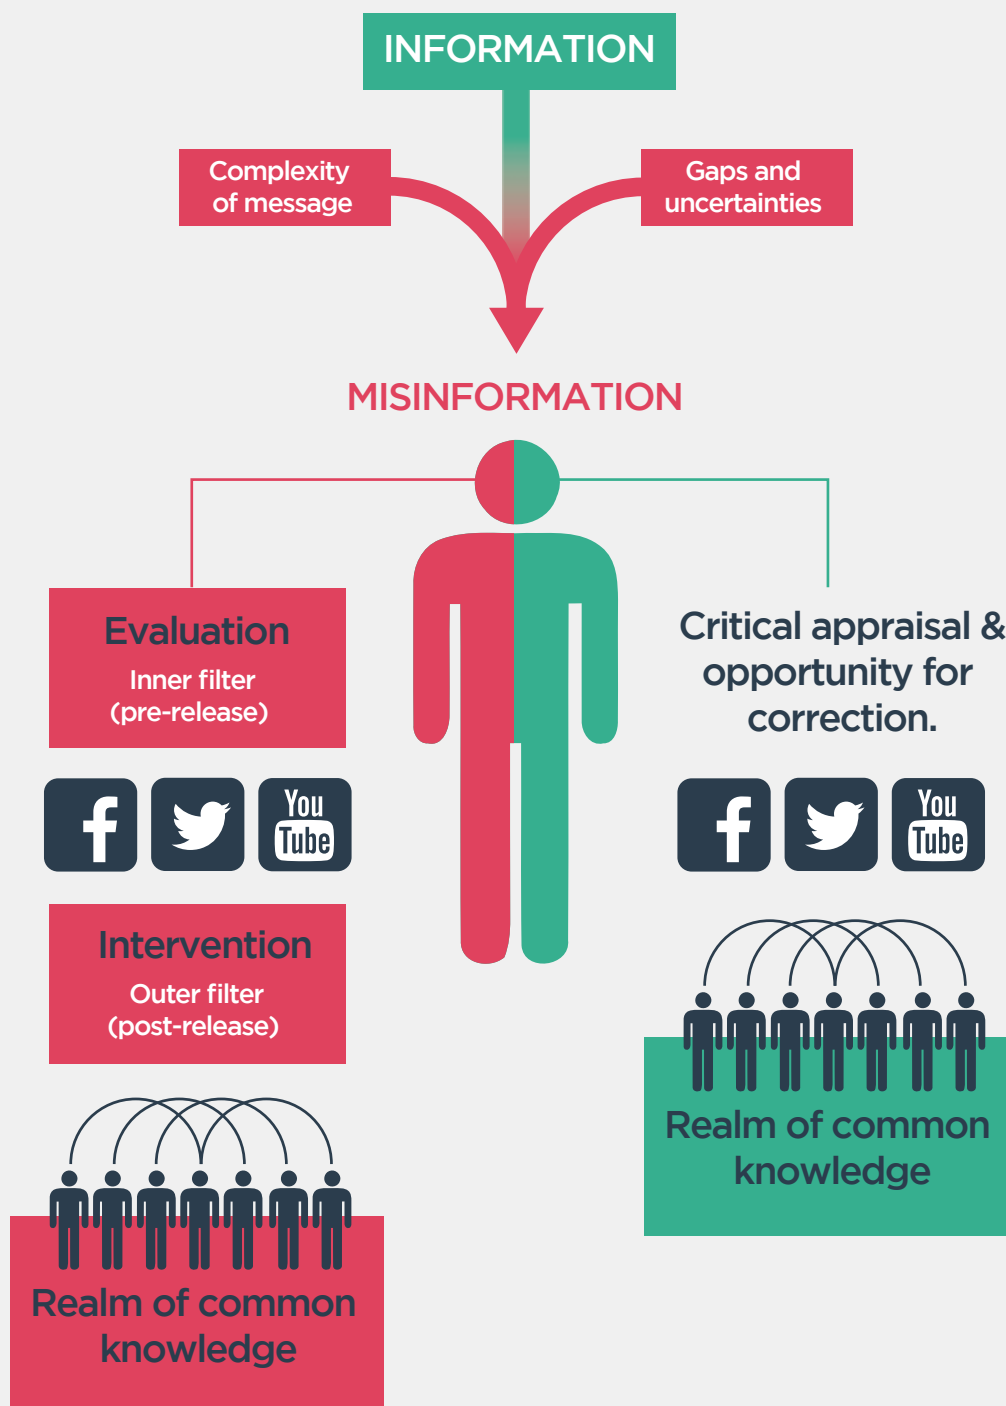 INFORMATION
Complexity
of message
Gaps and
uncertainties
MISINFORMATION
Evaluation
Inner filter
(pre-release)
f
You
Tube
Intervention
Outer filter
(post-release)
Realm of common
knowledge
Critical appraisal &
opportunity for
correction.
f
You
Tube
Realm of common
knowledge